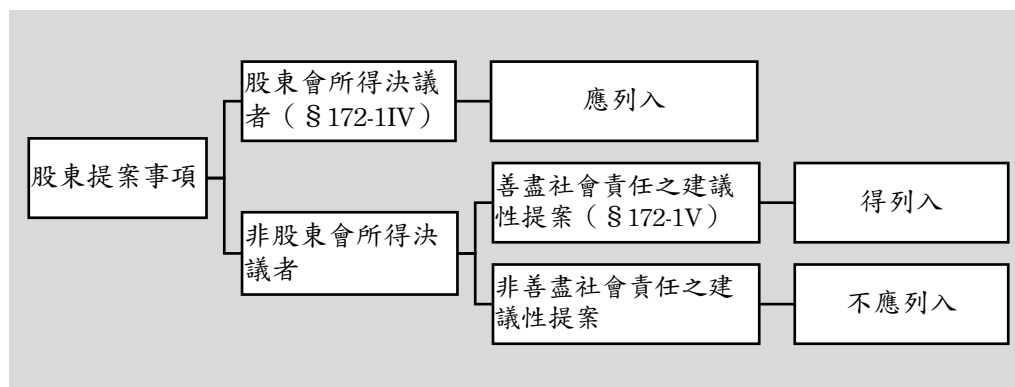 股東提案事項
股東會所得決議
者（§172-1IV）
應列入
非股東會所得決
議者
善盡社會責任之建議
性提案（§172-1V）
得列入
非善盡社會責任之建
議性提案
不應列入